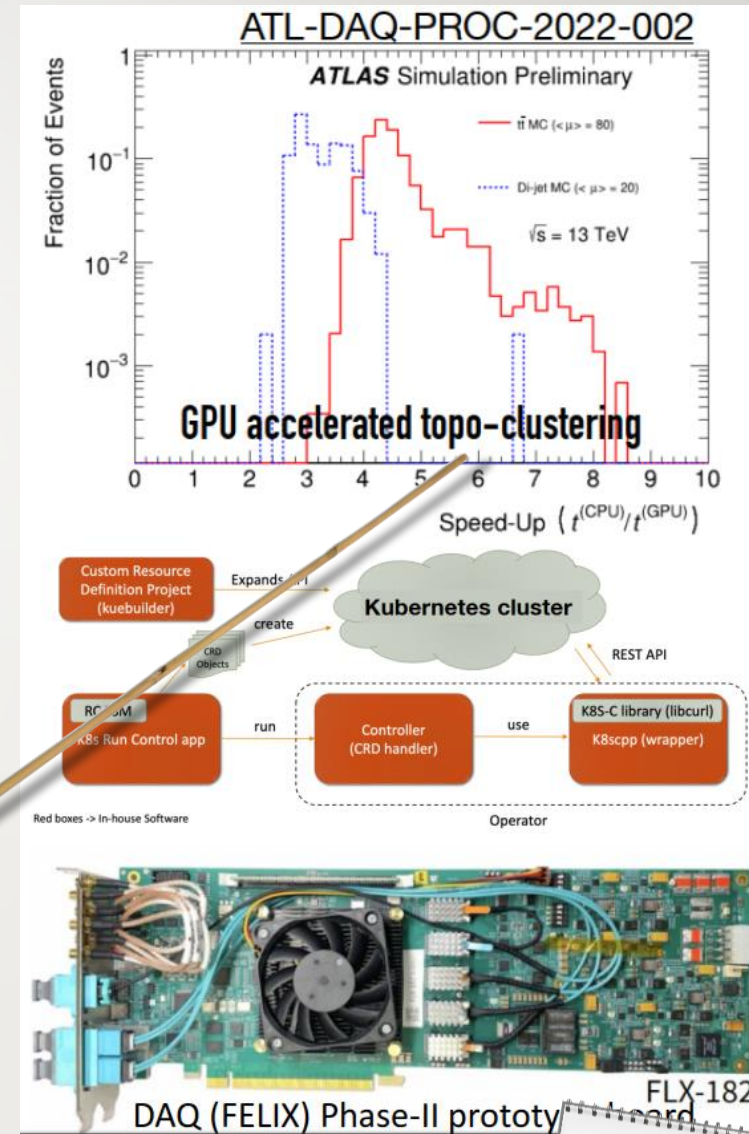 ATL-DAQ-PROC-2022-002
ATLAS Simulation Preliminary
Fraction of Events
1
10⁻¹
10⁻²
10⁻³
tt̄ MC (< μ > = 80)
Di-jet MC (< μ > = 20)
√s = 13 TeV
GPU accelerated topo-clustering
0 1 2 3 4 5 6 7 8 9 10
Speed-Up ( t^(CPU)/t^(GPU) )
Custom Resource
Definition Project
(kuebuilder)
Expands
create
CRD
Objects
Kubernetes cluster
REST API
RC
K8s Run Control app
run
Controller
(CRD handler)
use
K8S-C library (libcurl)
K8scpp (wrapper)
Red boxes -> In-house Software
Operator
FLX-182
DAQ (FELIX) Phase-II